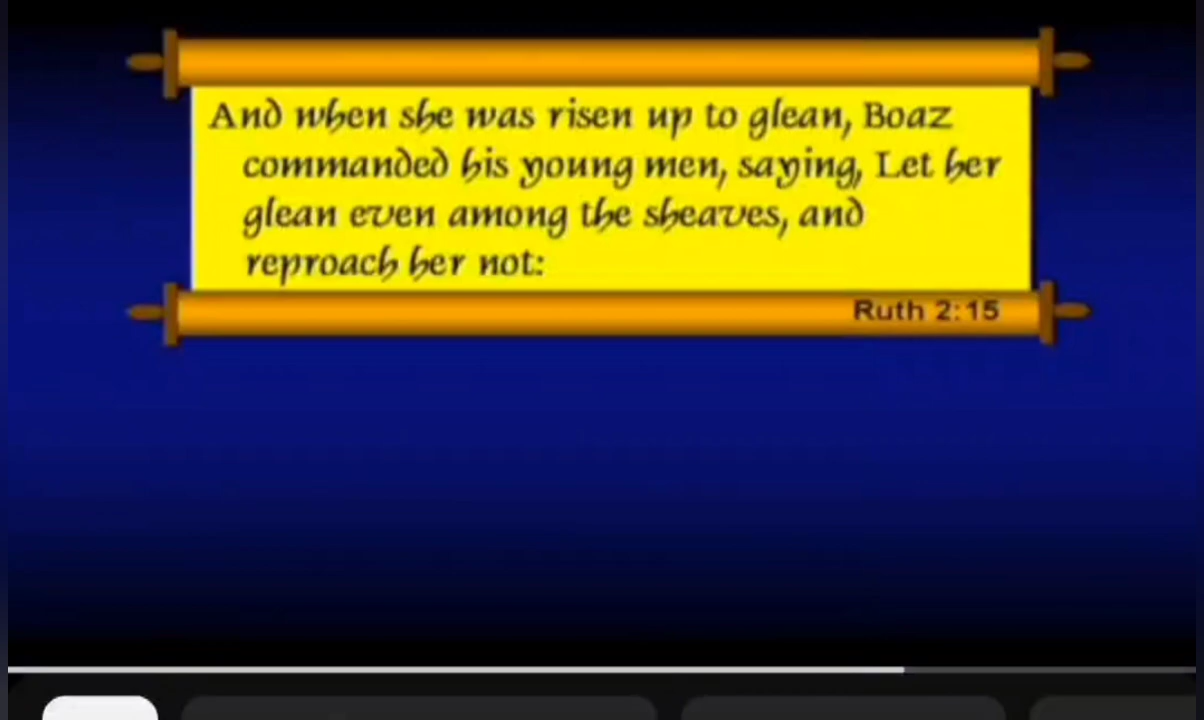 And when she was risen up to glean, Boaz
commanded his young men, saying, Let her
glean even among the sheaves, and
reproach her not:
Ruth 2:15